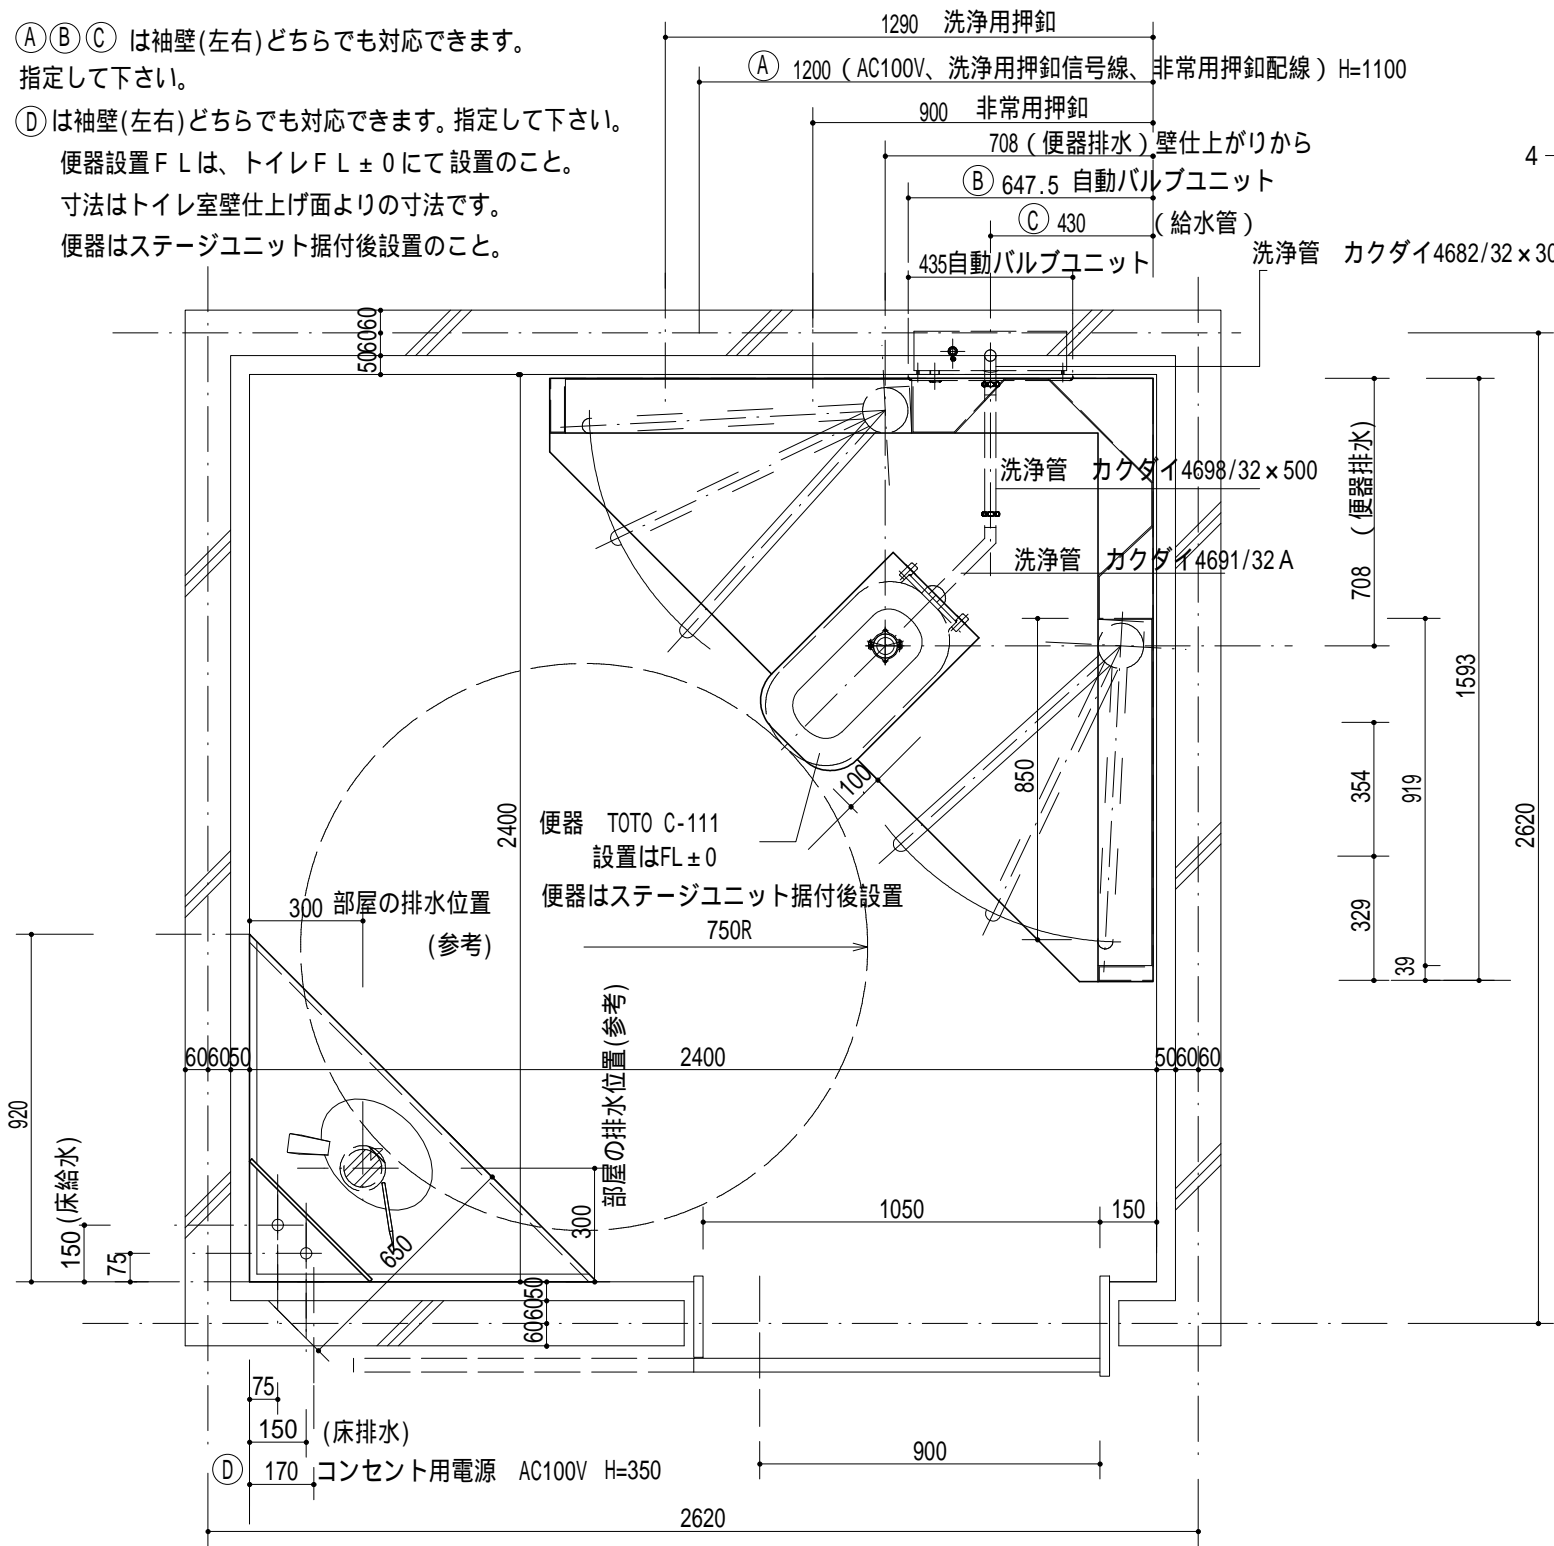 ⒶⒷⒸ は袖壁(左右)どちらでも対応できます。
指定して下さい。
Ⓓは袖壁(左右)どちらでも対応できます。指定して下さい。
便器設置ＦＬは、トイレＦＬ±０にて設置のこと。
寸法はトイレ室壁仕上げ面よりの寸法です。
便器はステージユニット据付後設置のこと。
1290 洗浄用押釦
Ⓐ 1200（AC100V、洗浄用押釦信号線、非常用押釦配線）H=1100
900 非常用押釦
708（便器排水）壁仕上がりから
Ⓑ 647.5 自動バルブユニット
Ⓒ 430 （給水管）
435自動バルブユニット
洗浄管 カクダイ4682/32×30
4
506060
洗浄管 カクダイ4698/32×500
洗浄管 カクダイ4691/32Ａ
708（便器排水）
1593
919
354
329
39
2620
850
100
2400
便器 TOTO C-111
設置はFL±0
便器はステージユニット据付後設置
750R
300 部屋の排水位置
(参考)
部屋の排水位置(参考)
606050
2400
506060
920
150(床給水)
75
650
300
1050
150
606050
75
150 (床排水)
Ⓓ 170 コンセント用電源 AC100V H=350
900
2620